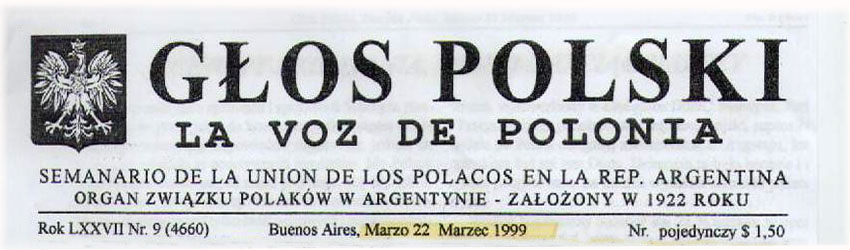 GŁOS POLSKI
LA VOZ DE POLONIA
SEMANARIO DE LA UNION DE LOS POLACOS EN LA REP. ARGENTINA
ORGAN ZWIĄZKU POLAKÓW W ARGENTYNIE - ZAŁOŻONY W 1922 ROKU
Rok LXXVII Nr. 9 (4660) Buenos Aires, Marzo 22 Marzec 1999 Nr. pojedynczy $ 1,50